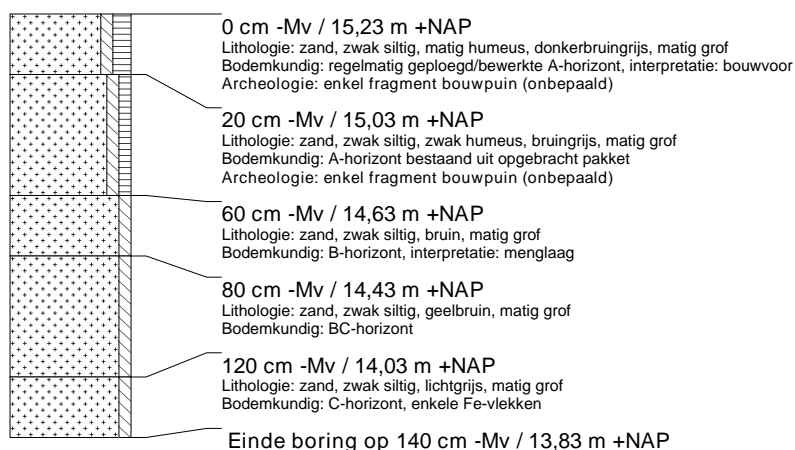 0 cm -Mv / 15,23 m +NAP
Lithologie: zand, zwak siltig, matig humeus, donkerbruingrijs, matig grof
Bodemkundig: regelmatig geploegd/bewerkte A-horizont, interpretatie: bouwvoor
Archeologie: enkel fragment bouwpuin (onbepaald)
20 cm -Mv / 15,03 m +NAP
Lithologie: zand, zwak siltig, zwak humeus, bruingrijs, matig grof
Bodemkundig: A-horizont bestaand uit opgebracht pakket
Archeologie: enkel fragment bouwpuin (onbepaald)
60 cm -Mv / 14,63 m +NAP
Lithologie: zand, zwak siltig, bruin, matig grof
Bodemkundig: B-horizont, interpretatie: menglaag
80 cm -Mv / 14,43 m +NAP
Lithologie: zand, zwak siltig, geelbruin, matig grof
Bodemkundig: BC-horizont
120 cm -Mv / 14,03 m +NAP
Lithologie: zand, zwak siltig, lichtgrijs, matig grof
Bodemkundig: C-horizont, enkele Fe-vlekken
Einde boring op 140 cm -Mv / 13,83 m +NAP